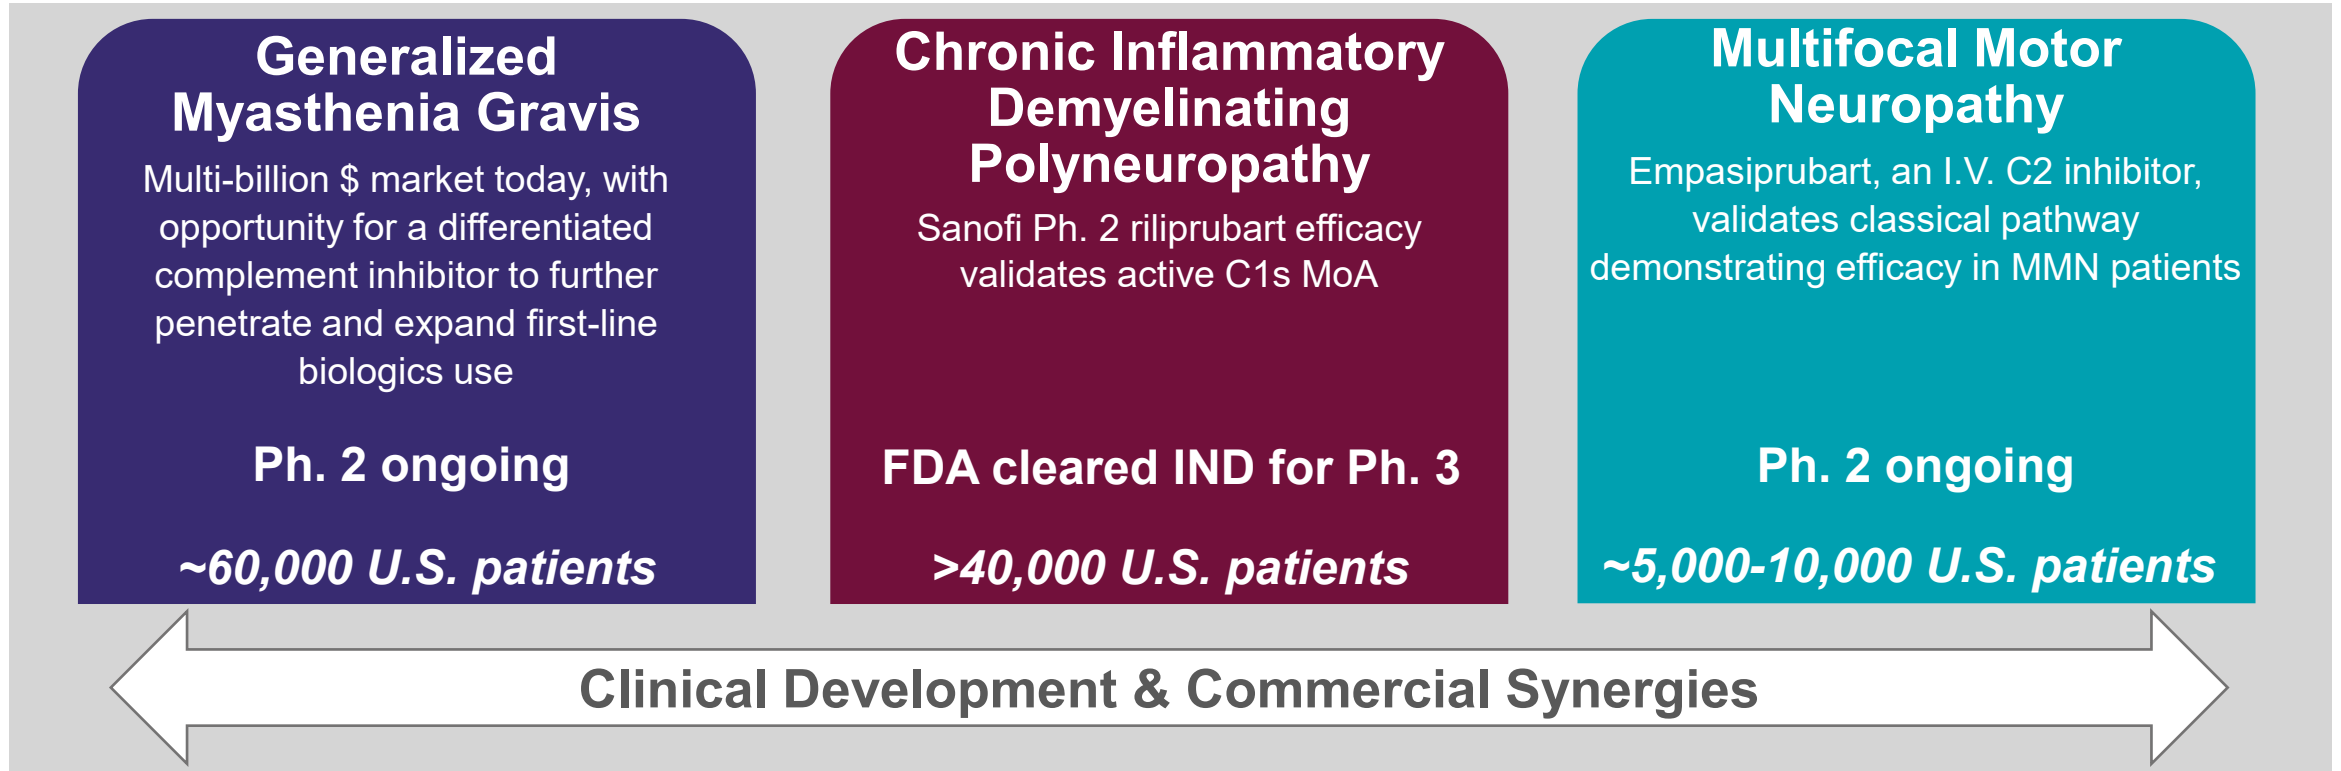 Generalized
Myasthenia Gravis
Multi-billion $ market today, with
opportunity for a differentiated
complement inhibitor to further
penetrate and expand first-line
biologics use
Ph. 2 ongoing
~60,000 U.S. patients
Chronic Inflammatory
Demyelinating
Polyneuropathy
Sanofi Ph. 2 riliprubart efficacy
validates active C1s MoA
FDA cleared IND for Ph. 3
>40,000 U.S. patients
Multifocal Motor
Neuropathy
Empasiprubart, an I.V. C2 inhibitor,
validates classical pathway
demonstrating efficacy in MMN patients
Ph. 2 ongoing
~5,000-10,000 U.S. patients
Clinical Development & Commercial Synergies